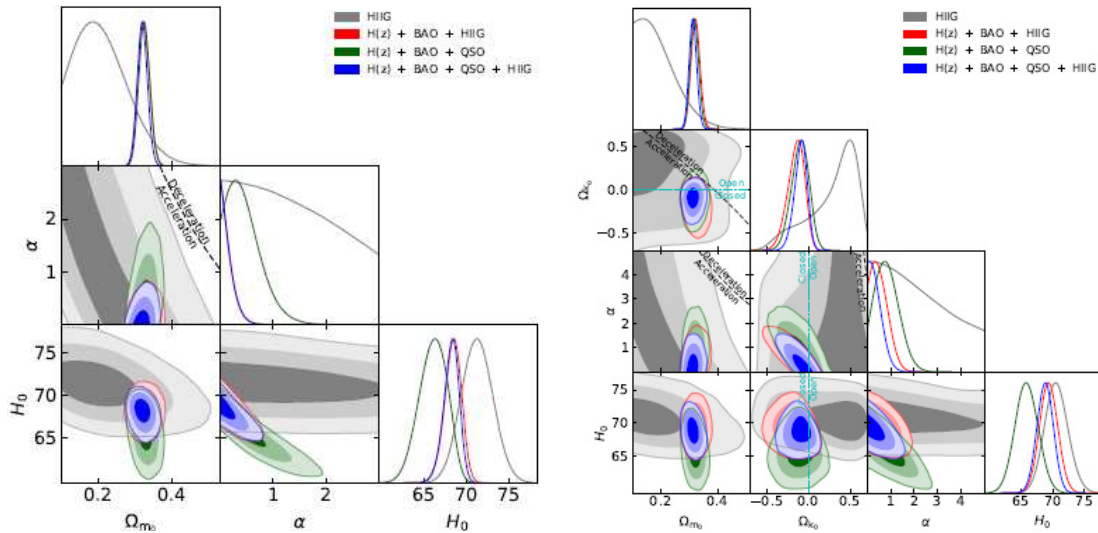 HIIG
H(z) + BAO + HIIG
H(z) + BAO + QSO
H(z) + BAO + QSO + HIIG
Deceleration
Acceleration
2
1
α
75
70
65
H₀
0.2 0.4
Ωm₀
1 2
α
65 70 75
H₀
HIIG
H(z) + BAO + HIIG
H(z) + BAO + QSO
H(z) + BAO + QSO + HIIG
Deceleration
Acceleration
0.5
0.0
−0.5
Ωk₀
Open
Closed
4
3
2
1
α
Deceleration
Acceleration
Closed
Open
Acceleration
75
70
65
H₀
Closed
Open
0.2 0.4
Ωm₀
−0.5 0.0 0.5
Ωk₀
1 2 3 4
α
65 70 75
H₀